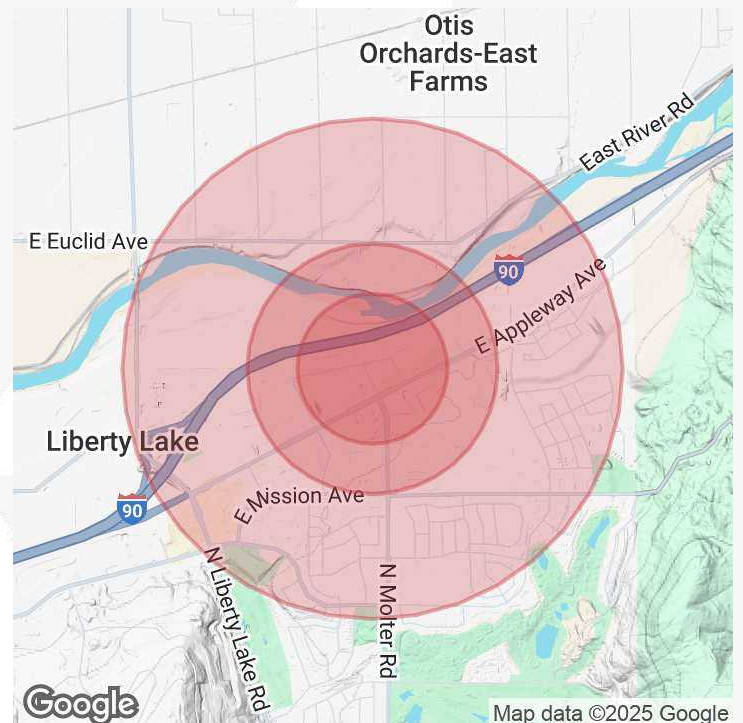 Otis
Orchards-East
Farms
East River Rd
E Euclid Ave
90
E Appleway Ave
Liberty Lake
E Mission Ave
90
N Liberty Lake Rd
N Molter Rd
Google
Map data ©2025 Google